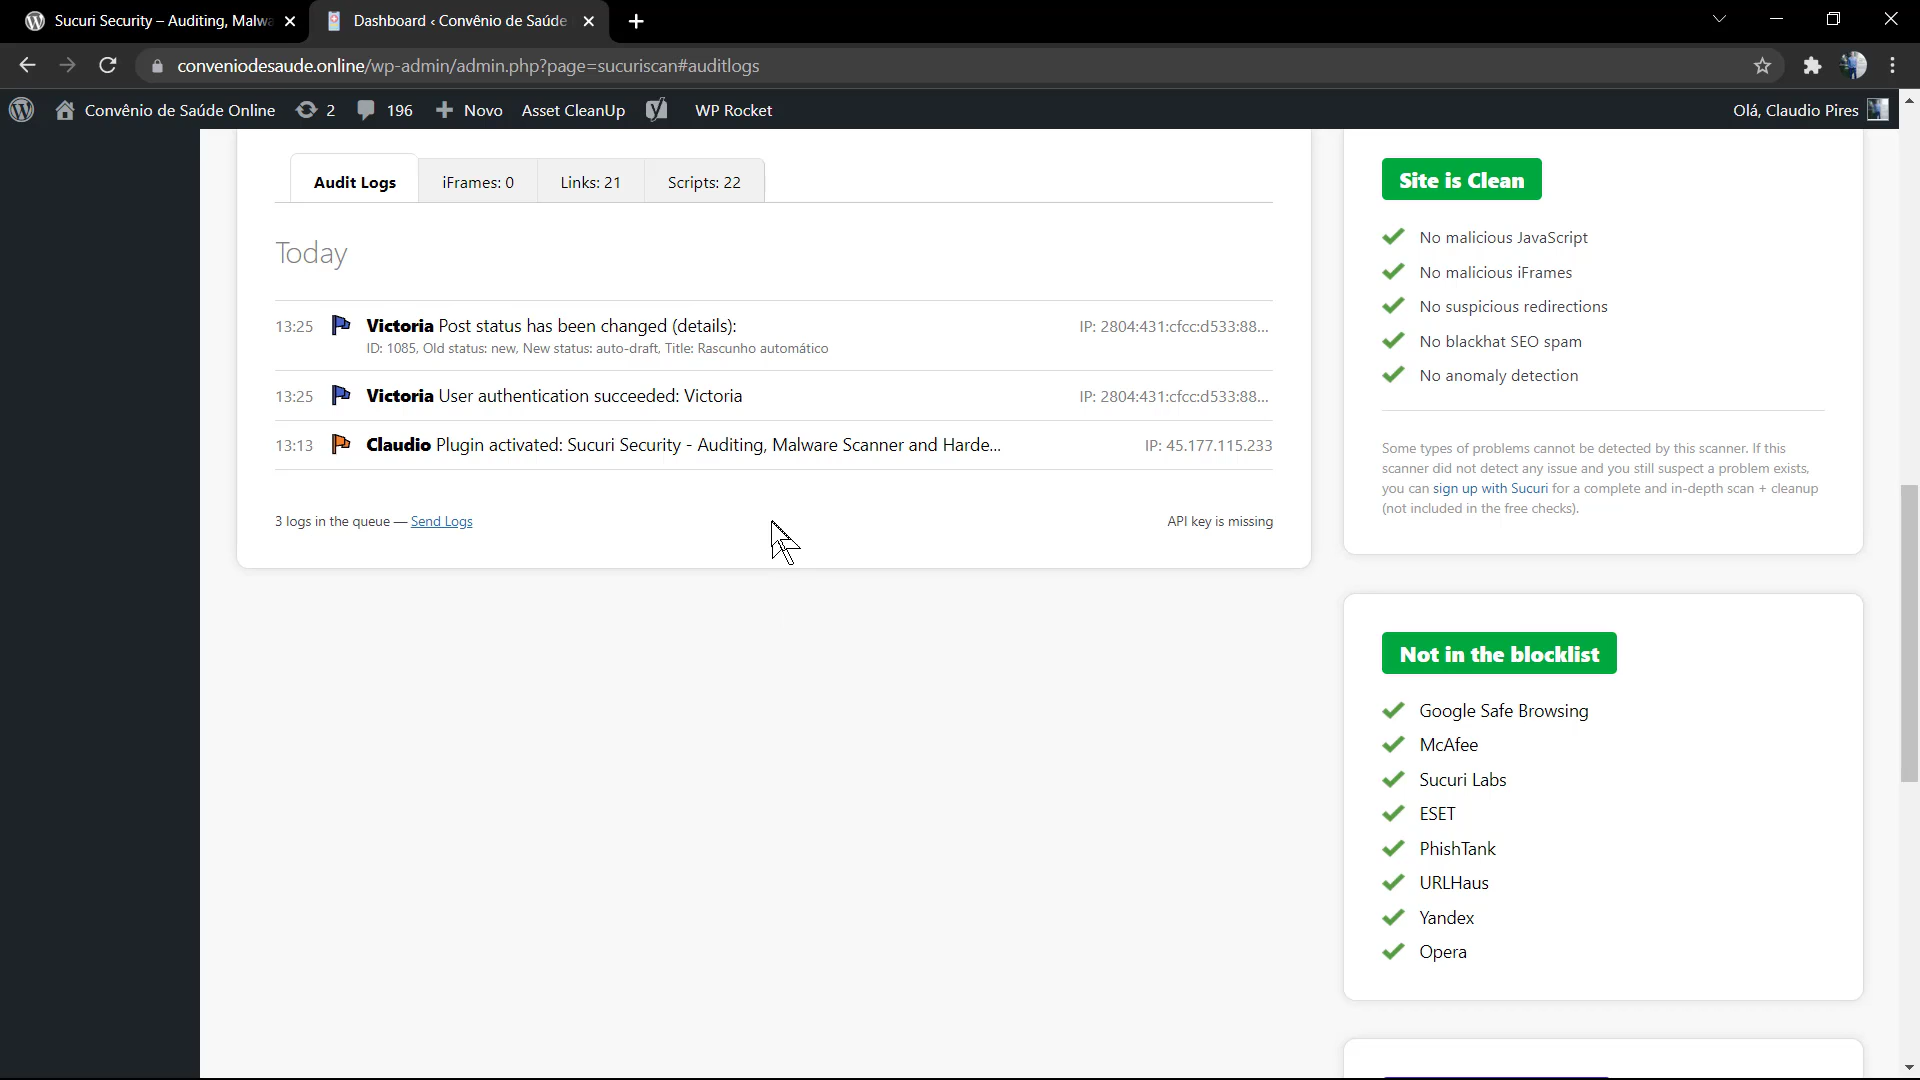 Sucuri Security – Auditing, Malwa
Dashboard ‹ Convênio de Saúde
conveniodesaude.online/wp-admin/admin.php?page=sucuriscan#auditlogs
Convênio de Saúde Online 2 196 Novo Asset CleanUp WP Rocket Olá, Claudio Pires
Audit Logs iFrames: 0 Links: 21 Scripts: 22
Today
13:25 Victoria Post status has been changed (details): IP: 2804:431:cfcc:d533:88...
ID: 1085, Old status: new, New status: auto-draft, Title: Rascunho automático
13:25 Victoria User authentication succeeded: Victoria IP: 2804:431:cfcc:d533:88...
13:13 Claudio Plugin activated: Sucuri Security - Auditing, Malware Scanner and Harde... IP: 45.177.115.233
3 logs in the queue — Send Logs API key is missing
Site is Clean
No malicious JavaScript
No malicious iFrames
No suspicious redirections
No blackhat SEO spam
No anomaly detection
Some types of problems cannot be detected by this scanner. If this
scanner did not detect any issue and you still suspect a problem exists,
you can sign up with Sucuri for a complete and in-depth scan + cleanup
(not included in the free checks).
Not in the blocklist
Google Safe Browsing
McAfee
Sucuri Labs
ESET
PhishTank
URLHaus
Yandex
Opera